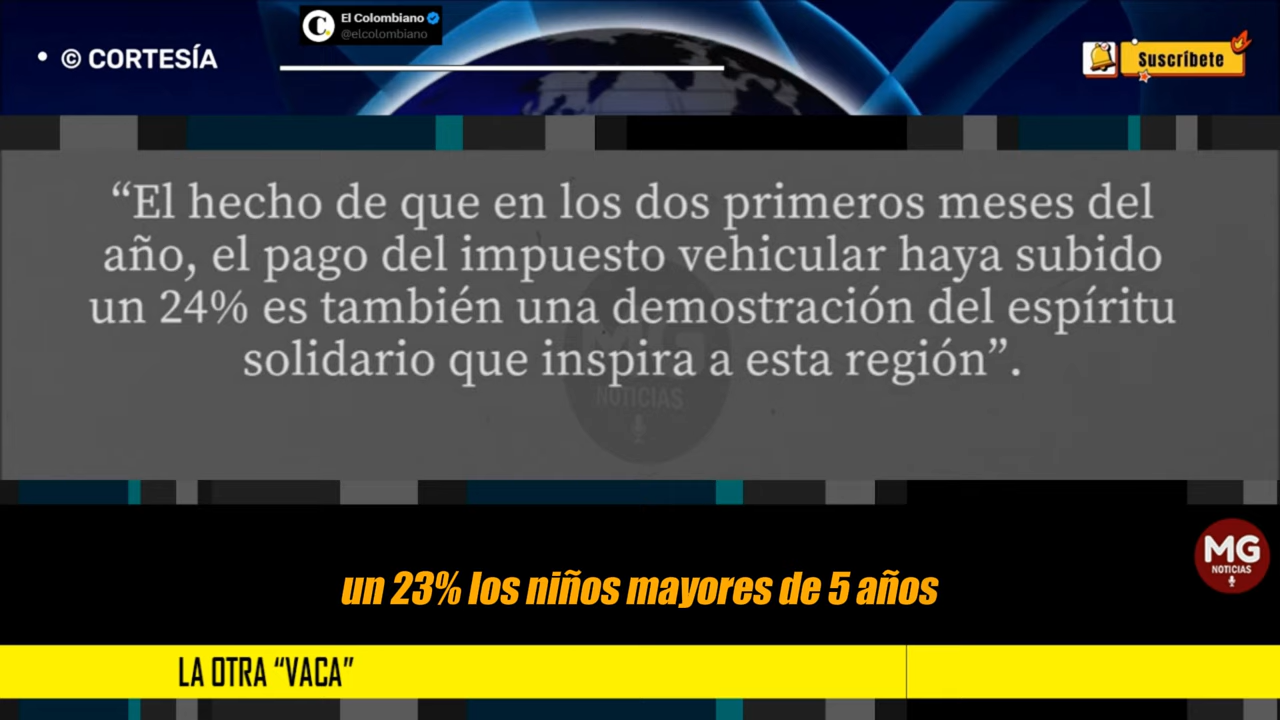 El Colombiano
@elcolombiano
• © CORTESÍA
Suscríbete
“El hecho de que en los dos primeros meses del
año, el pago del impuesto vehicular haya subido
un 24% es también una demostración del espíritu
solidario que inspira a esta región”.
MG
NOTICIAS
un 23% los niños mayores de 5 años
MG
NOTICIAS
LA OTRA “VACA”